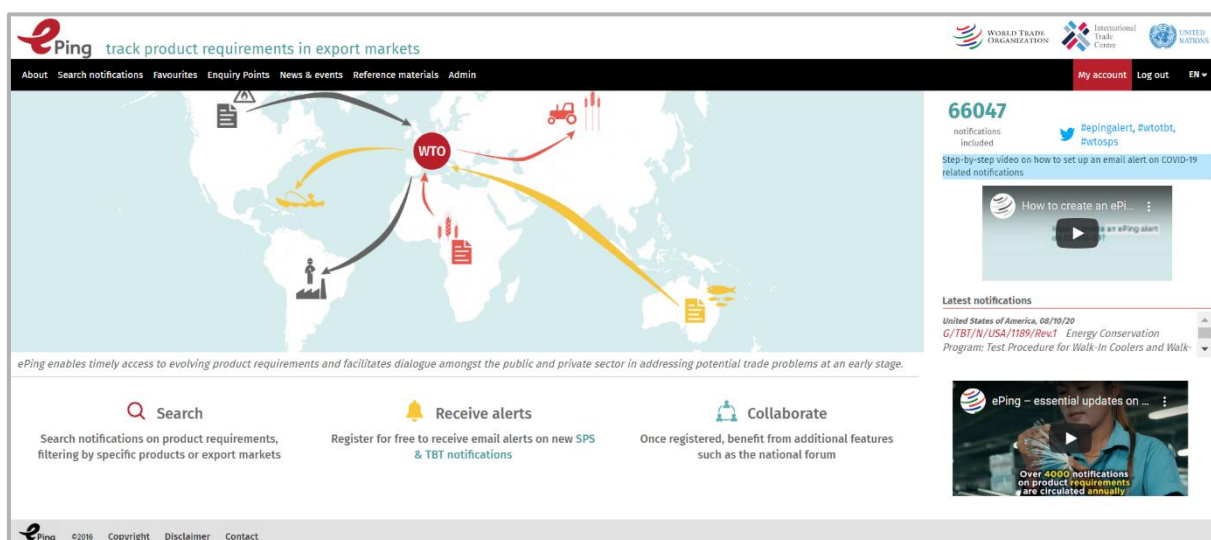 ePing track product requirements in export markets
WORLD TRADE
ORGANIZATION
International
Trade
Centre
UNITED
NATIONS
About Search notifications Favourites Enquiry Points News & events Reference materials Admin
My account Log out EN
WTO
66047
notifications
included
#epingalert, #wtotbt,
#wtosps
Step-by-step video on how to set up an email alert on COVID-19
related notifications
How to create an ePi...
Latest notifications
United States of America, 08/10/20
G/TBT/N/USA/1189/Rev.1 Energy Conservation
Program: Test Procedure for Walk-In Coolers and Walk-
ePing enables timely access to evolving product requirements and facilitates dialogue amongst the public and private sector in addressing potential trade problems at an early stage.
Search
Search notifications on product requirements,
filtering by specific products or export markets
Receive alerts
Register for free to receive email alerts on new SPS
& TBT notifications
Collaborate
Once registered, benefit from additional features
such as the national forum
ePing – essential updates on ...
Over 4000 notifications
on product requirements
are circulated annually
ePing ©2016 Copyright Disclaimer Contact